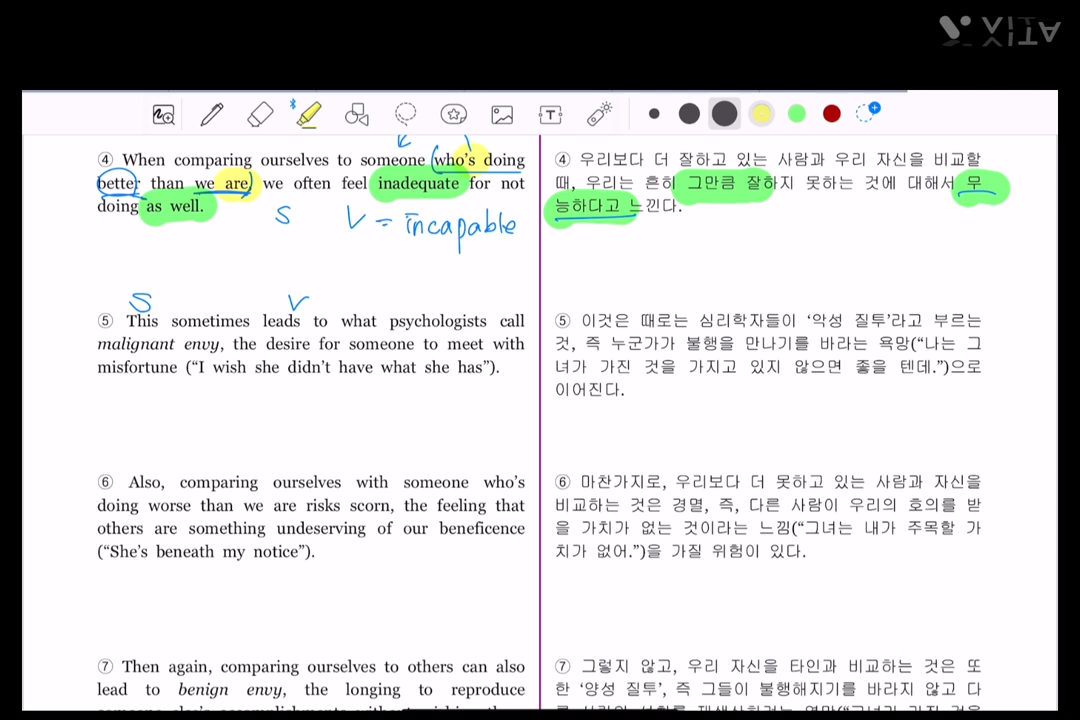 VITA
④ When comparing ourselves to someone (who's doing
better than we are) we often feel inadequate for not
doing as well.
S V = incapable
S V
⑤ This sometimes leads to what psychologists call
malignant envy, the desire for someone to meet with
misfortune (“I wish she didn't have what she has”).
⑥ Also, comparing ourselves with someone who's
doing worse than we are risks scorn, the feeling that
others are something undeserving of our beneficence
(“She's beneath my notice”).
⑦ Then again, comparing ourselves to others can also
lead to benign envy, the longing to reproduce
④ 우리보다 더 잘하고 있는 사람과 우리 자신을 비교할
때, 우리는 흔히 그만큼 잘하지 못하는 것에 대해서 무
능하다고 느낀다.
⑤ 이것은 때로는 심리학자들이 ‘악성 질투’라고 부르는
것, 즉 누군가가 불행을 만나기를 바라는 욕망(“나는 그
녀가 가진 것을 가지고 있지 않으면 좋을 텐데.”)으로
이어진다.
⑥ 마찬가지로, 우리보다 더 못하고 있는 사람과 자신을
비교하는 것은 경멸, 즉, 다른 사람이 우리의 호의를 받
을 가치가 없는 것이라는 느낌(“그녀는 내가 주목할 가
치가 없어.”)을 가질 위험이 있다.
⑦ 그렇지 않고, 우리 자신을 타인과 비교하는 것은 또
한 ‘양성 질투’, 즉 그들이 불행해지기를 바라지 않고 다